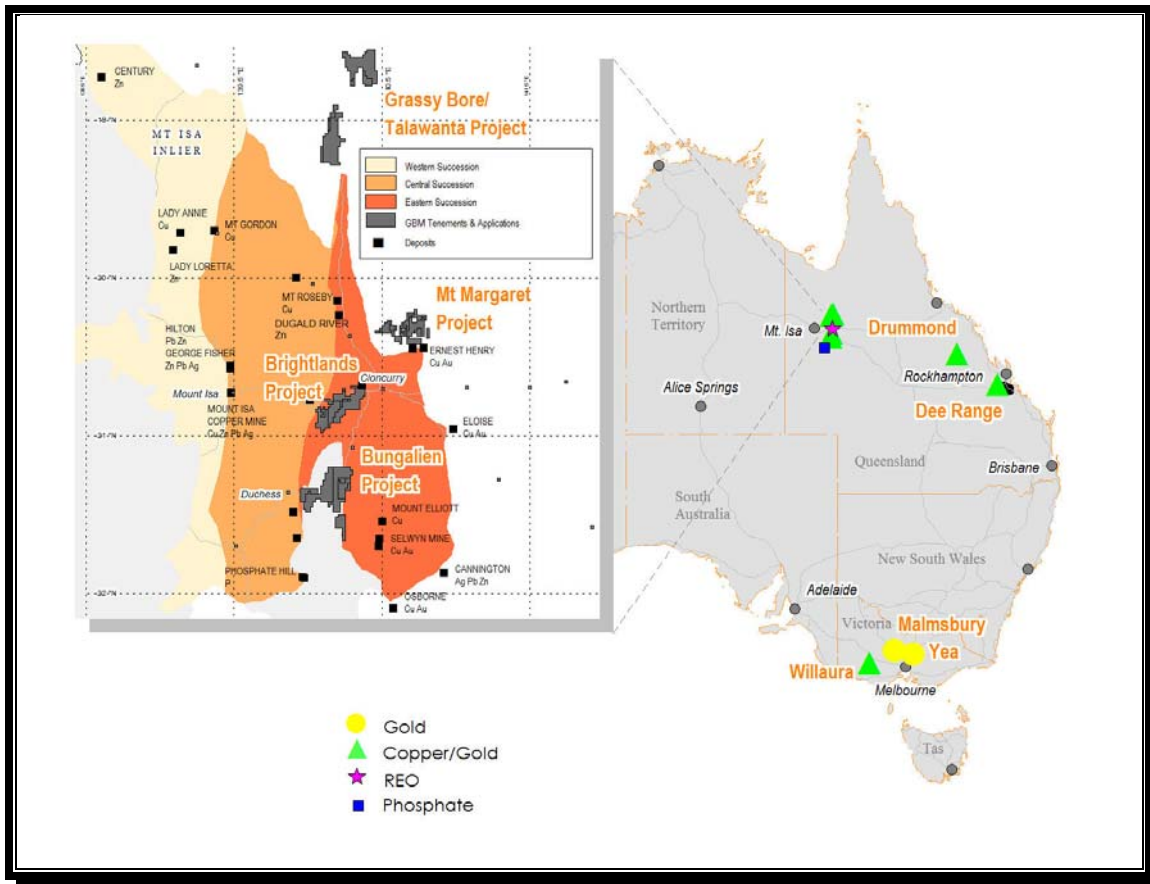 CENTURY
Zn
MT ISA
INLIER
Grassy Bore/
Talawanta Project
Western Succession
Central Succession
Eastern Succession
GBM Tenements & Applications
Deposits
LADY ANNIE
Cu
MT GORDON
Cu
LADY LORETTA
Zn
MT ROSEBY
Cu
DUGALD RIVER
Zn
Mt Margaret
Project
ERNEST HENRY
Cu Au
HILTON
Pb Zn
GEORGE FISHER
Zn Pb Ag
Mount Isa
MOUNT ISA
COPPER MINE
Cu Zn Pb Ag
Brightlands
Project
Cloncurry
ELOISE
Cu Au
Bungalien
Project
Duchess
MOUNT ELLIOTT
Cu
SELWYN MINE
Cu Au
PHOSPHATE HILL
P
CANNINGTON
Ag Pb Zn
OSBORNE
Cu Au
Northern
Territory
Mt. Isa
Drummond
Rockhampton
Alice Springs
Dee Range
Queensland
Brisbane
South
Australia
New South Wales
Adelaide
Victoria
Malmsbury
Yea
Willaura
Melbourne
Tas
Gold
Copper/Gold
REO
Phosphate